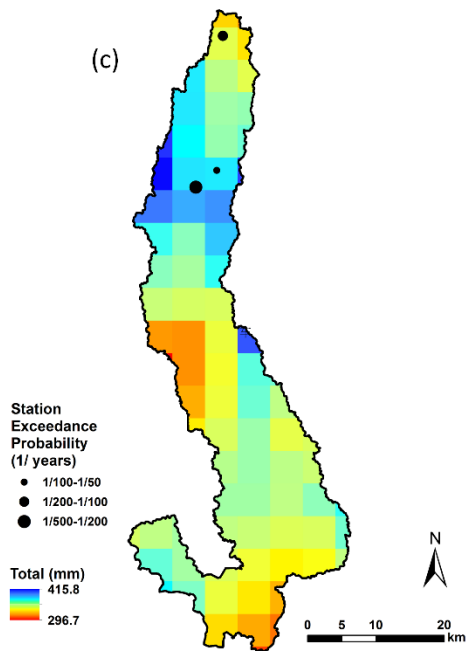 (c)
Station
Exceedance
Probability
(1/ years)
1/100-1/50
1/200-1/100
1/500-1/200
Total (mm)
415.8
296.7
N
0 5 10 20
km